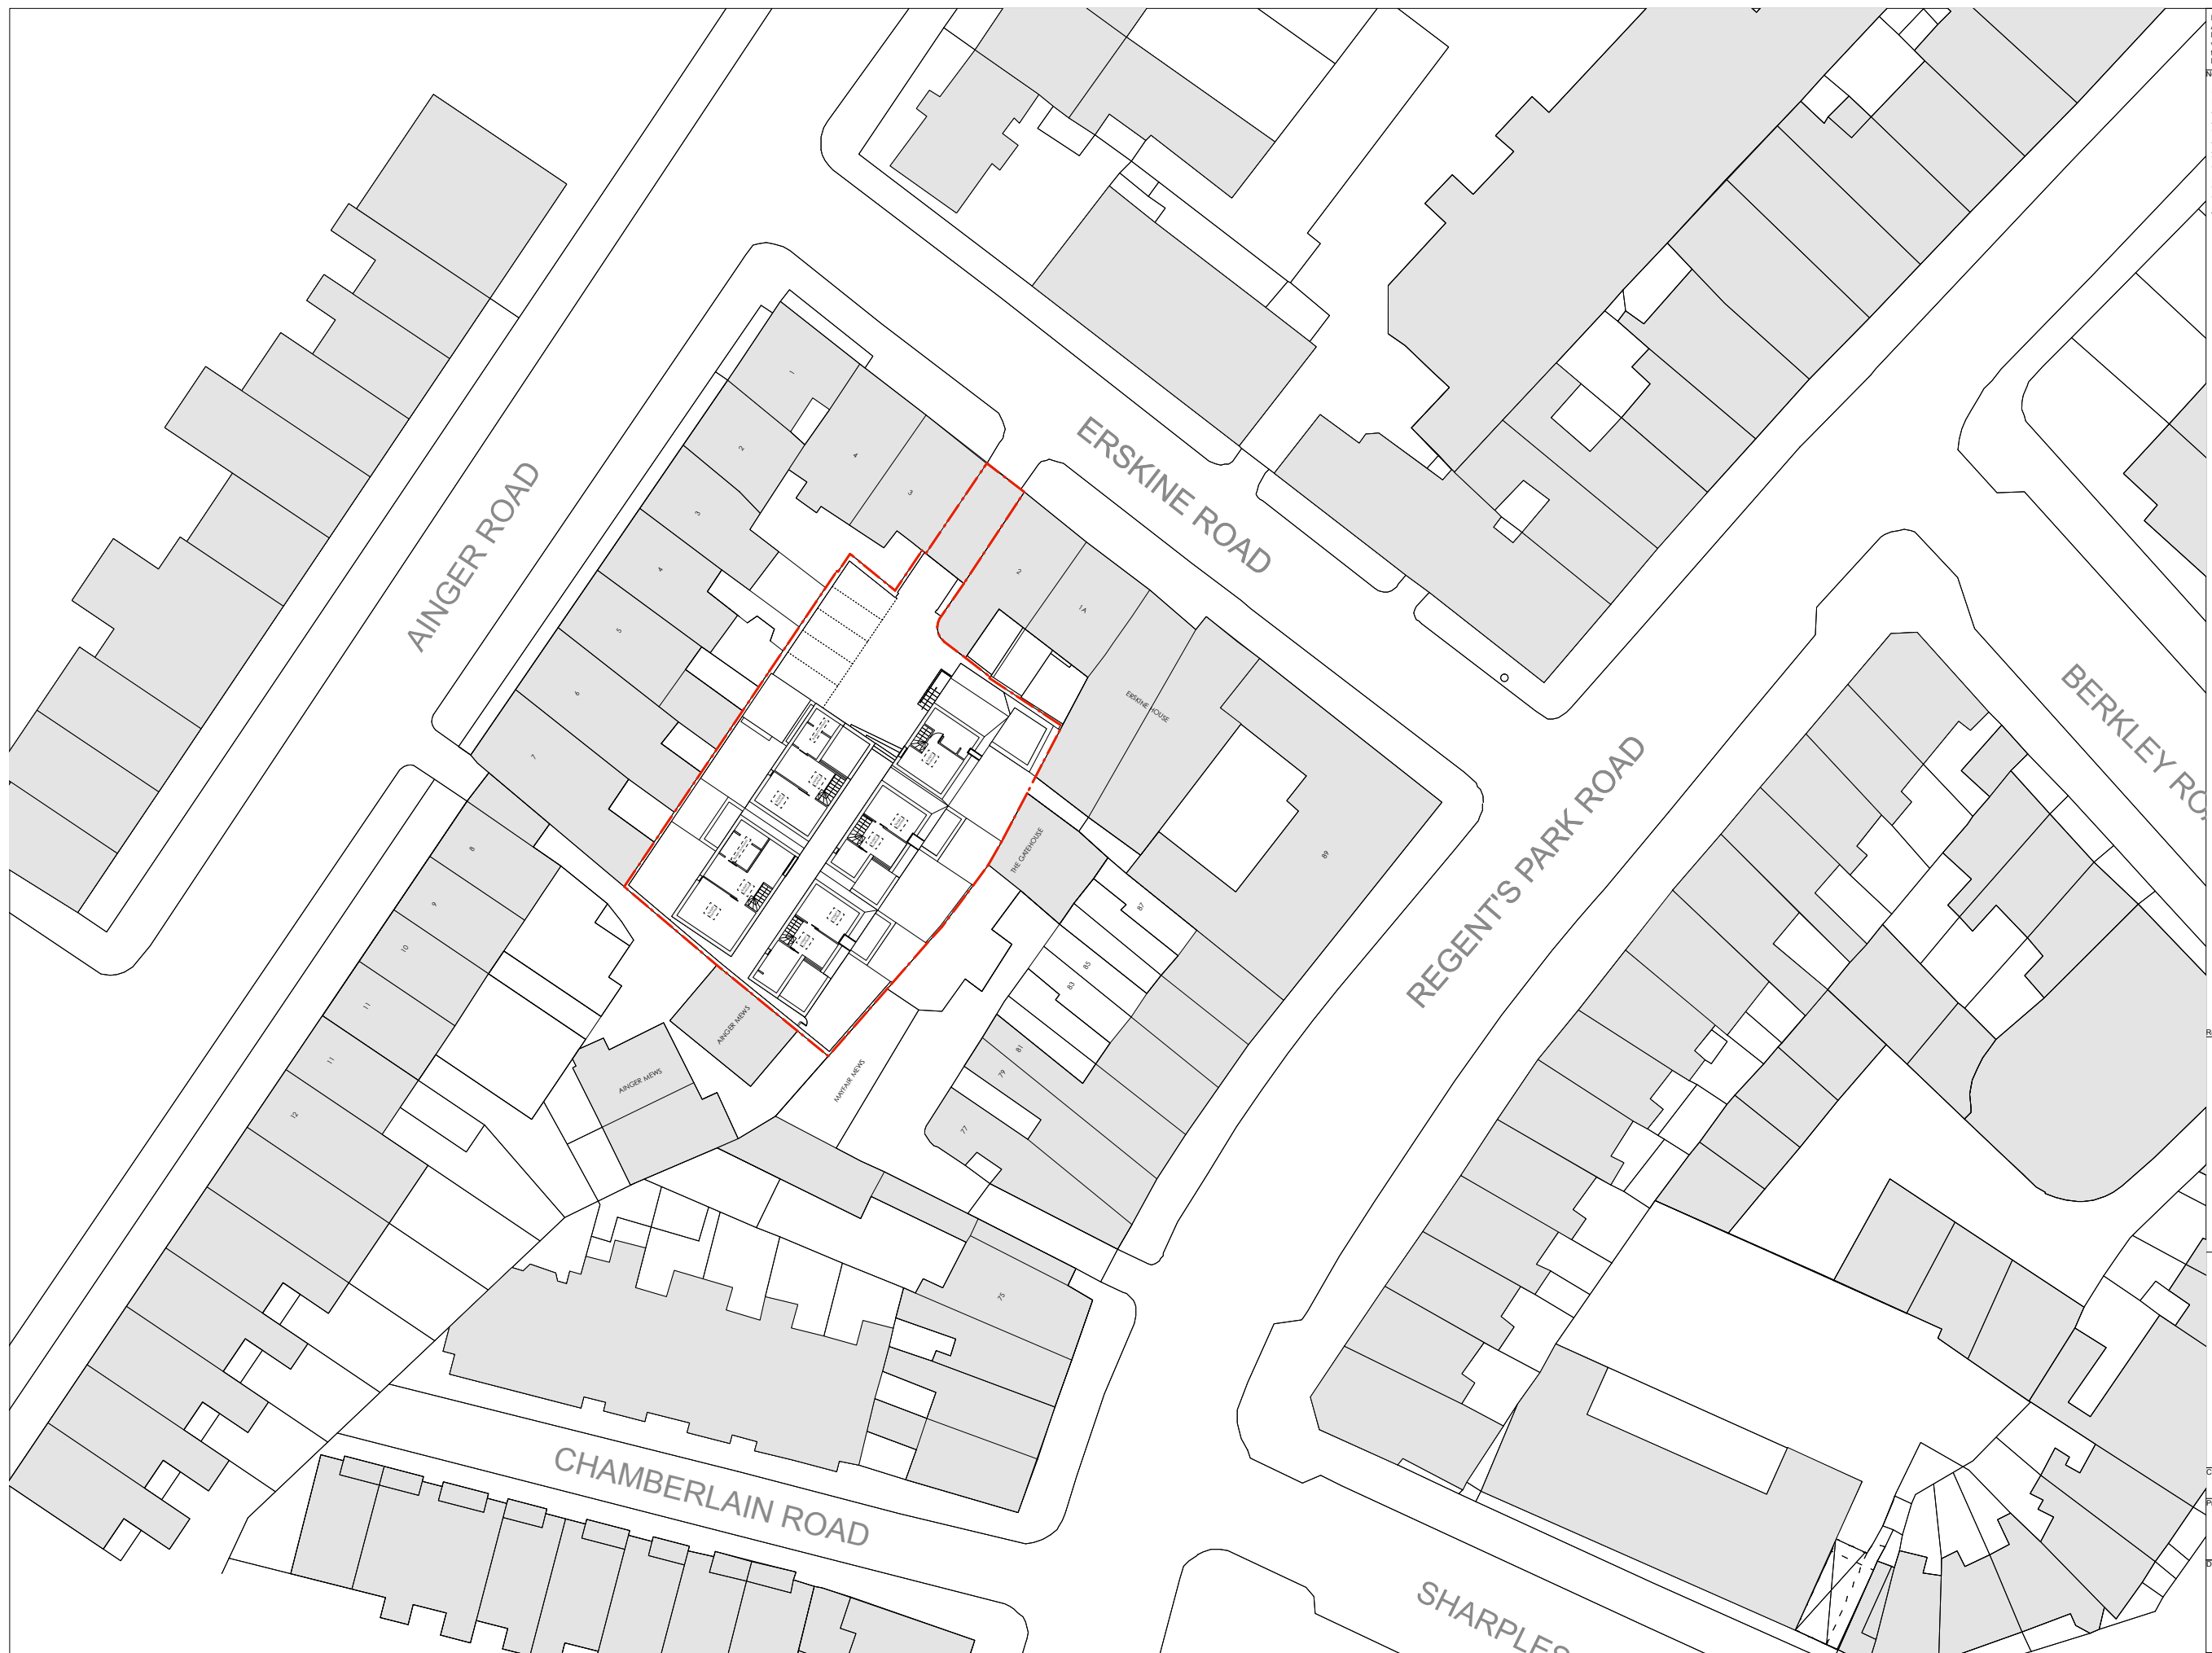 1
2
4
3
3
ERSKINE ROAD
AINGER ROAD
4
2
1A
5
6
ERSKINE HOUSE
BERKLEY RO
7
REGENT'S PARK ROAD
8
THE GATEHOUSE
89
9
87
10
85
83
11
AINGER MEWS
81
11
AINGER MEWS
MAYFAIR MEWS
79
12
77
75
CHAMBERLAIN ROAD
SHARPLES